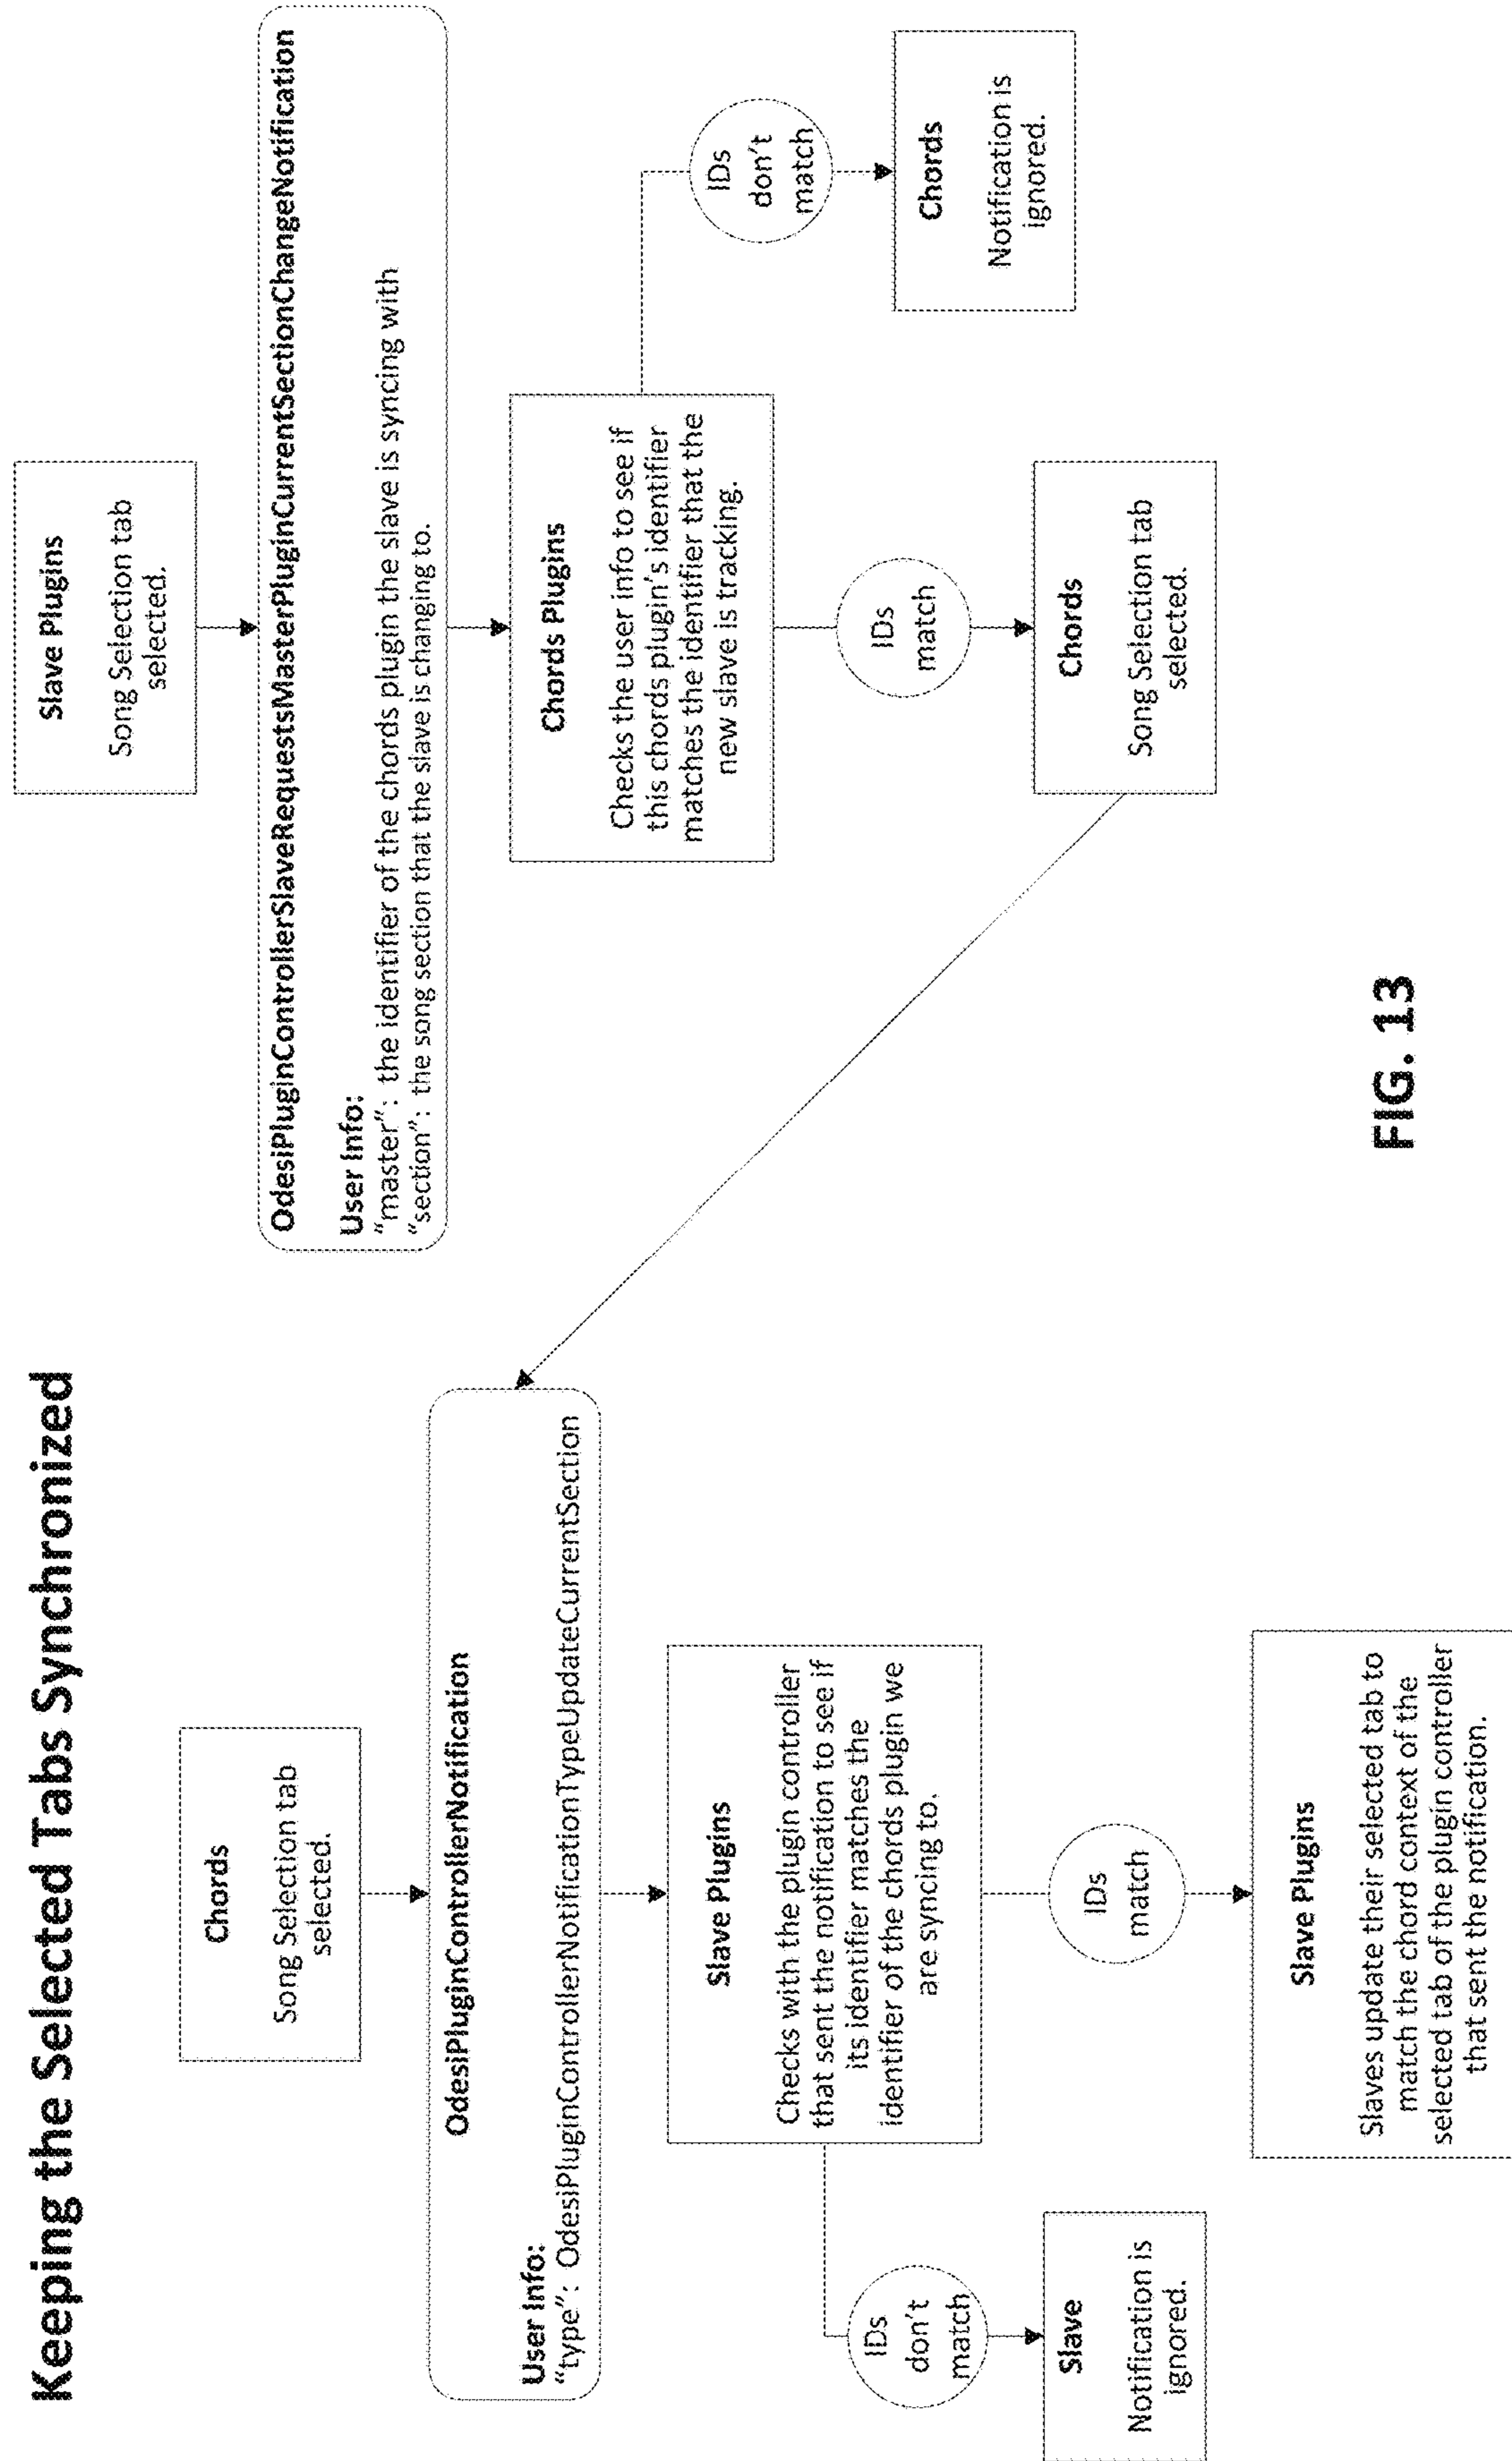 Keeping the Selected Tabs Synchronized
Chords
Song Selection tab
selected.
OdesiPluginControllerNotification
User Info:
“type”: OdesiPluginControllerNotificationTypeUpdateCurrentSection
Slave Plugins
Checks with the plugin controller
that sent the notification to see if
its identifier matches the
identifier of the chords plugin we
are syncing to.
IDs
don't
match
Slave
Notification is
ignored.
IDs
match
Slave Plugins
Slaves update their selected tab to
match the chord context of the
selected tab of the plugin controller
that sent the notification.
Slave Plugins
Song Selection tab
selected.
OdesiPluginControllerSlaveRequestsMasterPluginCurrentSectionChangeNotification
User Info:
“master”: the identifier of the chords plugin the slave is syncing with
“section”: the song section that the slave is changing to.
Chords Plugins
Checks the user info to see if
this chords plugin's identifier
matches the identifier that the
new slave is tracking.
IDs
don't
match
Chords
Notification is
ignored.
IDs
match
Chords
Song Selection tab
selected.
FIG. 13